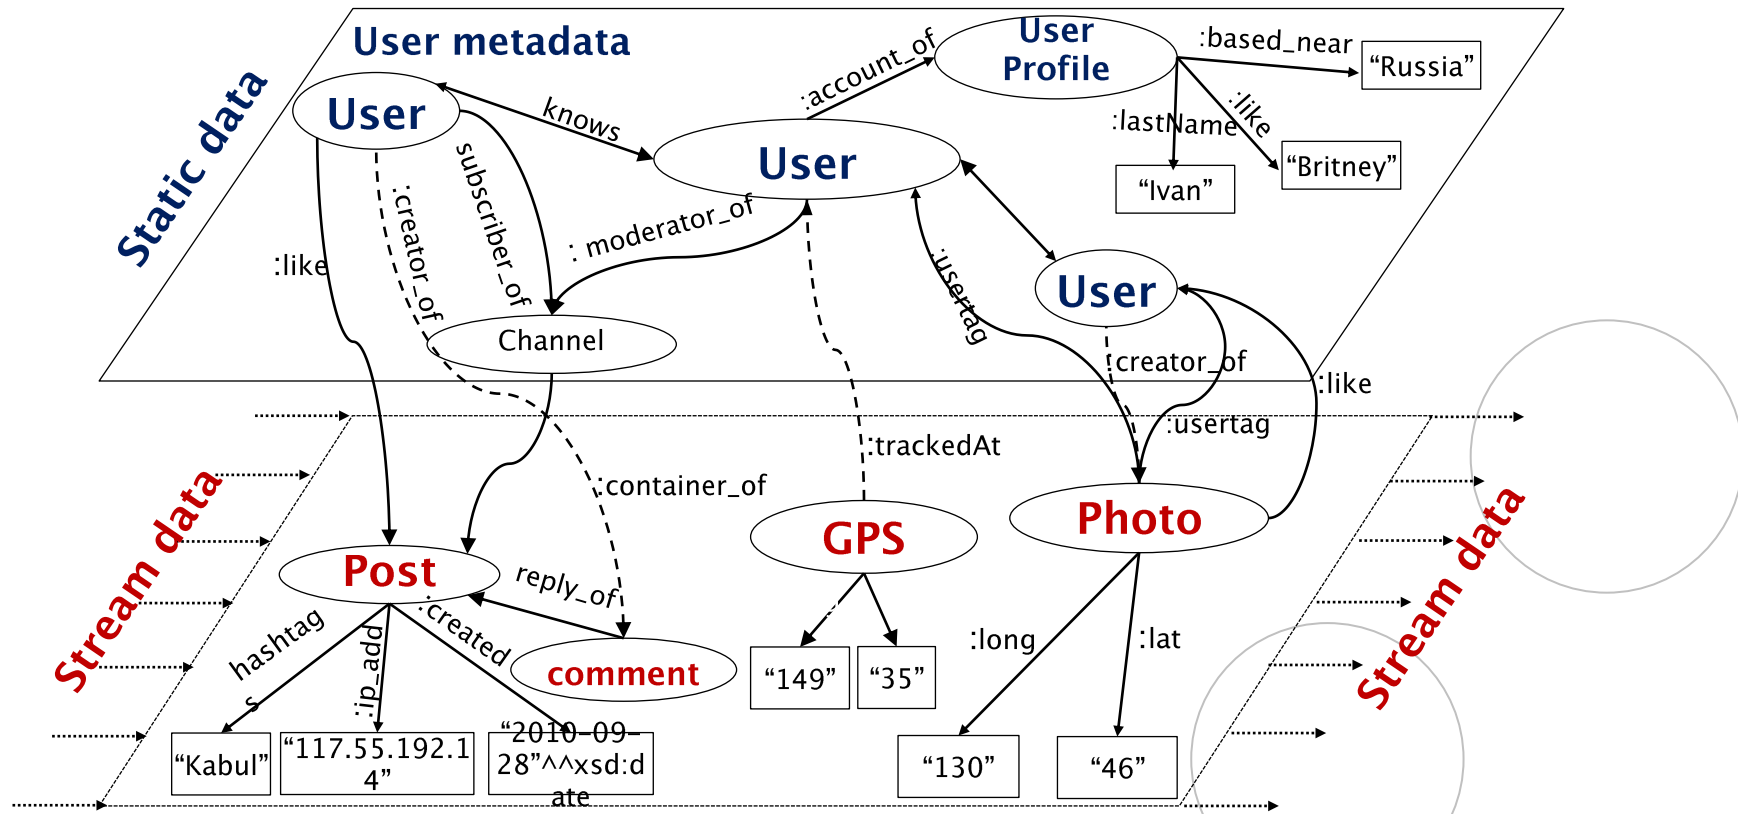 User metadata
Static data
User
knows
:account_of
User
Profile
:based_near
“Russia”
:like
:lastName
“Britney”
“Ivan”
User
subscriber_of
:creator_of
: moderator_of
:like
:usertag
User
Channel
:creator_of
:like
:usertag
:trackedAt
:container_of
Stream data
Stream data
Post
GPS
Photo
reply_of
:created
hashtag
s
:ip_add
comment
“149”
“35”
:long
:lat
“Kabul”
“117.55.192.1
4”
“2010-09-
28”^^xsd:d
ate
“130”
“46”